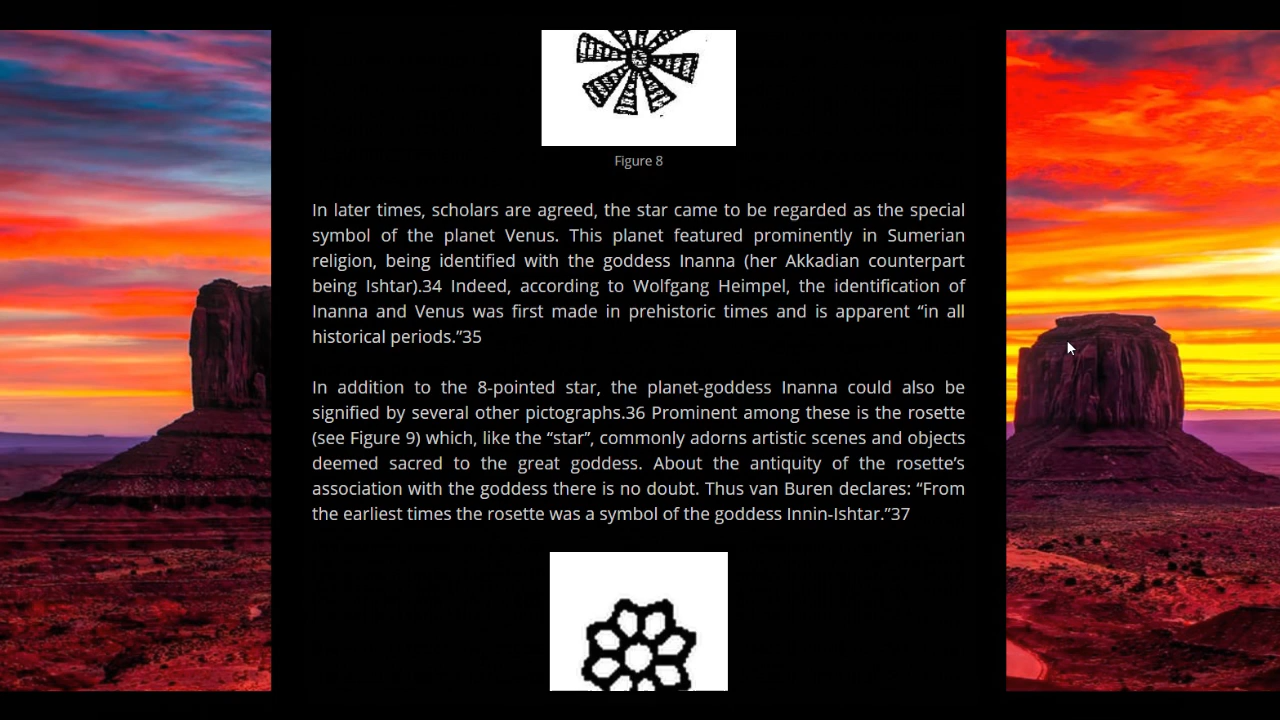 Figure 8
In later times, scholars are agreed, the star came to be regarded as the special
symbol of the planet Venus. This planet featured prominently in Sumerian
religion, being identified with the goddess Inanna (her Akkadian counterpart
being Ishtar).34 Indeed, according to Wolfgang Heimpel, the identification of
Inanna and Venus was first made in prehistoric times and is apparent “in all
historical periods.”35
In addition to the 8-pointed star, the planet-goddess Inanna could also be
signified by several other pictographs.36 Prominent among these is the rosette
(see Figure 9) which, like the “star”, commonly adorns artistic scenes and objects
deemed sacred to the great goddess. About the antiquity of the rosette’s
association with the goddess there is no doubt. Thus van Buren declares: “From
the earliest times the rosette was a symbol of the goddess Innin-Ishtar.”37